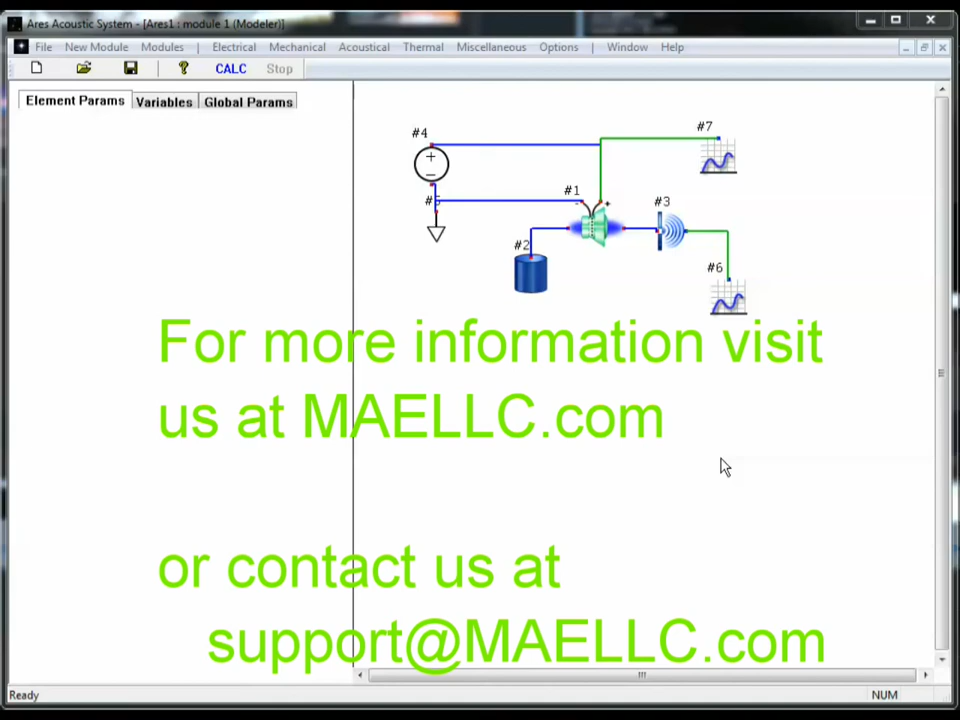 Ares Acoustic System - [Ares1 : module 1 (Modeler)]
File New Module Modules | Electrical Mechanical Acoustical Thermal Miscellaneous Options | Window Help
CALC Stop
Element Params Variables Global Params
#4
#7
#1
#
#3
#2
#6
For more information visit
us at MAELLC.com
or contact us at
support@MAELLC.com
Ready NUM